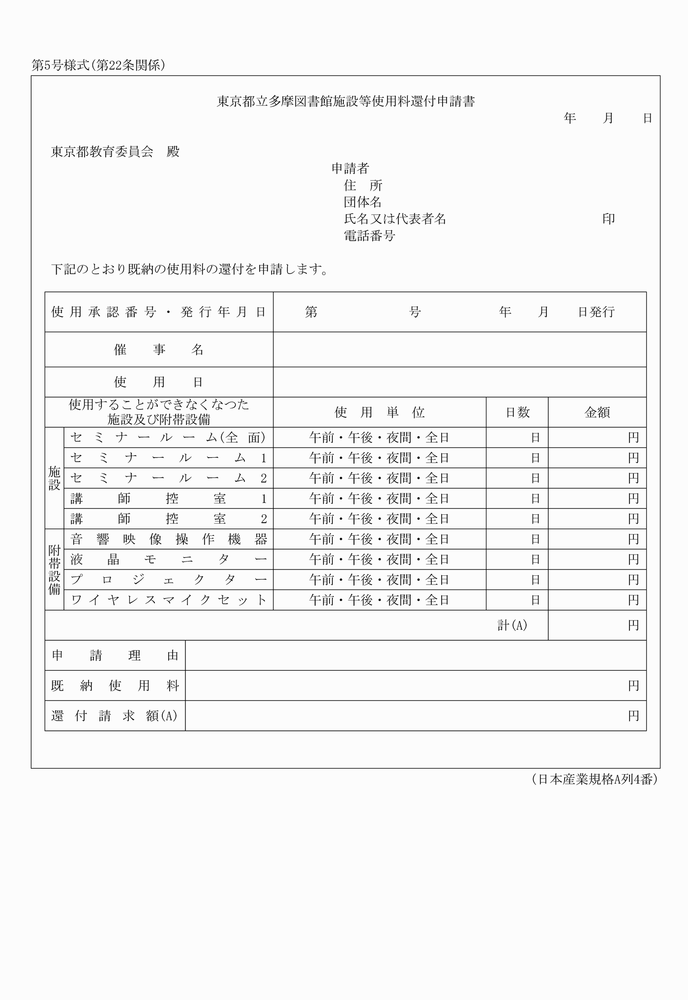 第5号様式(第22条関係)
東京都立多摩図書館施設等使用料還付申請書
年　　月　　日
東京都教育委員会　殿
申請者
住　所
団体名
氏名又は代表者名　　　　　　　　　　　　印
電話番号
下記のとおり既納の使用料の還付を申請します。
使用承認番号・発行年月日　第　　　　　　　号　　　　　　年　　月　　日発行
催　事　名
使　用　日
使用することができなくなつた
施設及び附帯設備　使　用　単　位　日数　金額
施設
セミナールーム(全面)　午前・午後・夜間・全日　日　円
セミナールーム1　午前・午後・夜間・全日　日　円
セミナールーム2　午前・午後・夜間・全日　日　円
講師控室1　午前・午後・夜間・全日　日　円
講師控室2　午前・午後・夜間・全日　日　円
附帯設備
音響映像操作機器　午前・午後・夜間・全日　日　円
液晶モニター　午前・午後・夜間・全日　日　円
プロジェクター　午前・午後・夜間・全日　日　円
ワイヤレスマイクセット　午前・午後・夜間・全日　日　円
計(A)　円
申請理由
既納使用料　円
還付請求額(A)　円
(日本産業規格A列4番)